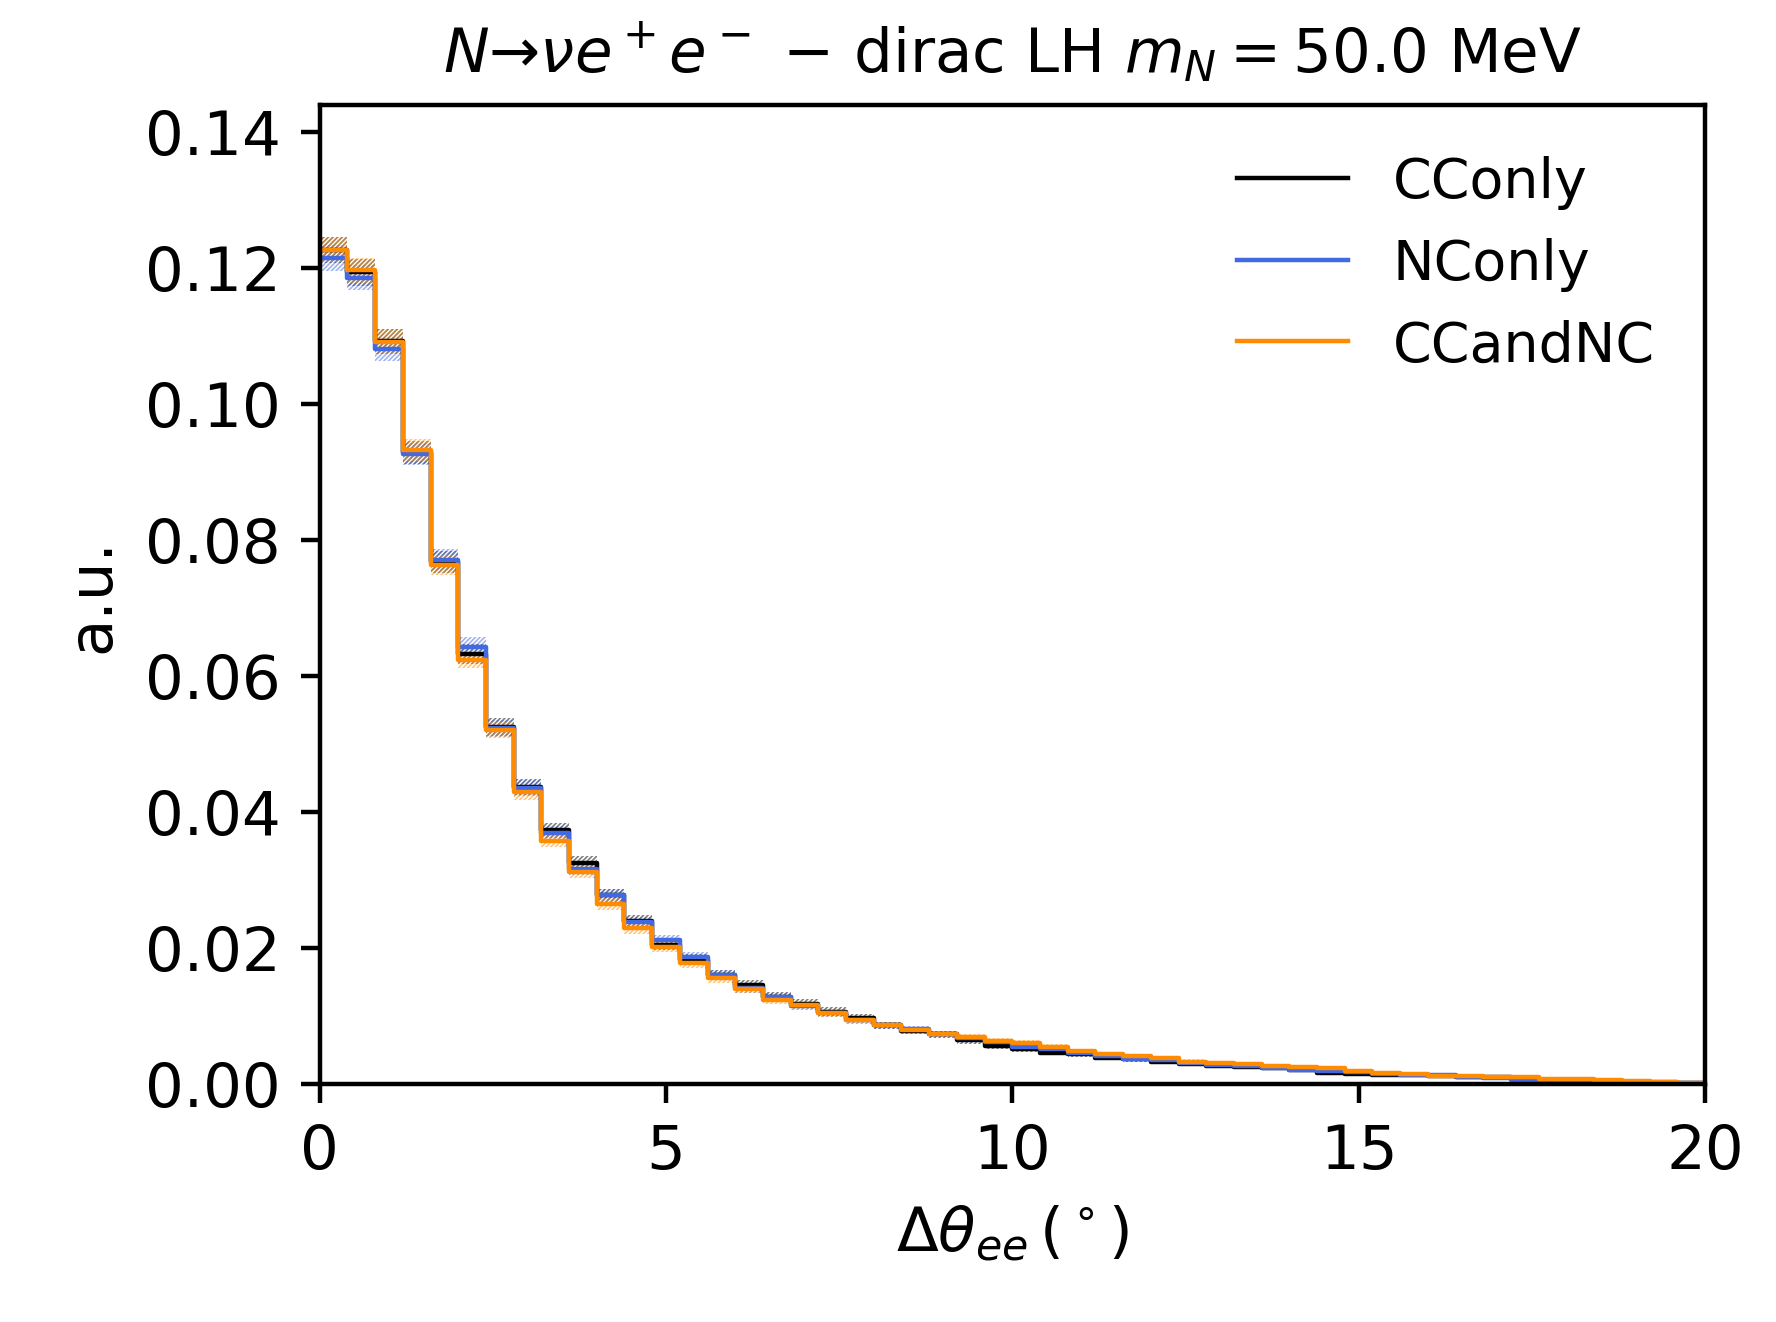 N→νe⁺e⁻ − dirac LH m_N = 50.0 MeV
0.14
0.12
0.10
0.08
0.06
0.04
0.02
0.00
a.u.
CConly
NConly
CCandNC
0 5 10 15 20
Δθ_ee (°)